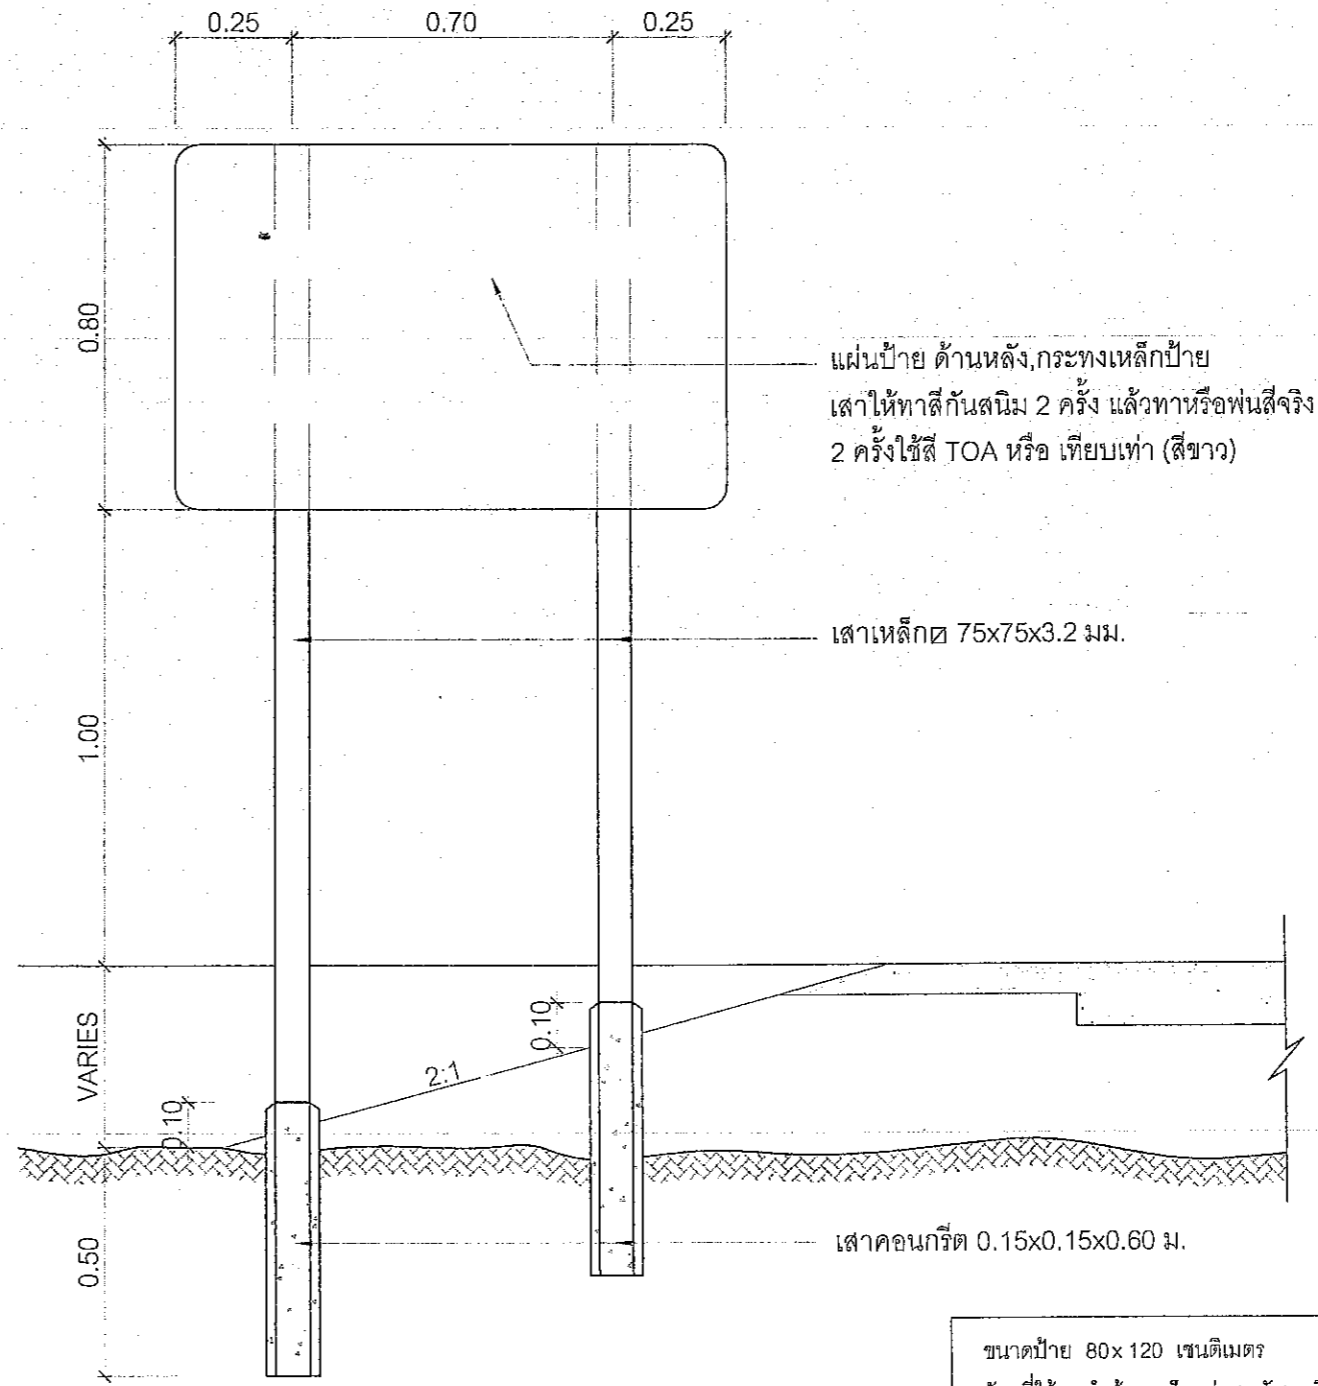 0.25 0.70 0.25
0.80
แผ่นป้าย ด้านหลัง,กระทงเหล็กป้าย
เสาให้ทาสีกันสนิม 2 ครั้ง แล้วทาหรือพ่นสีจริง
2 ครั้งใช้สี TOA หรือ เทียบเท่า (สีขาว)
เสาเหล็ก 75x75x3.2 มม.
1.00
VARIES
0.10
2:1
0.10
0.50
เสาคอนกรีต 0.15x0.15x0.60 ม.
ขนาดป้าย 80x120 เซนติเมตร